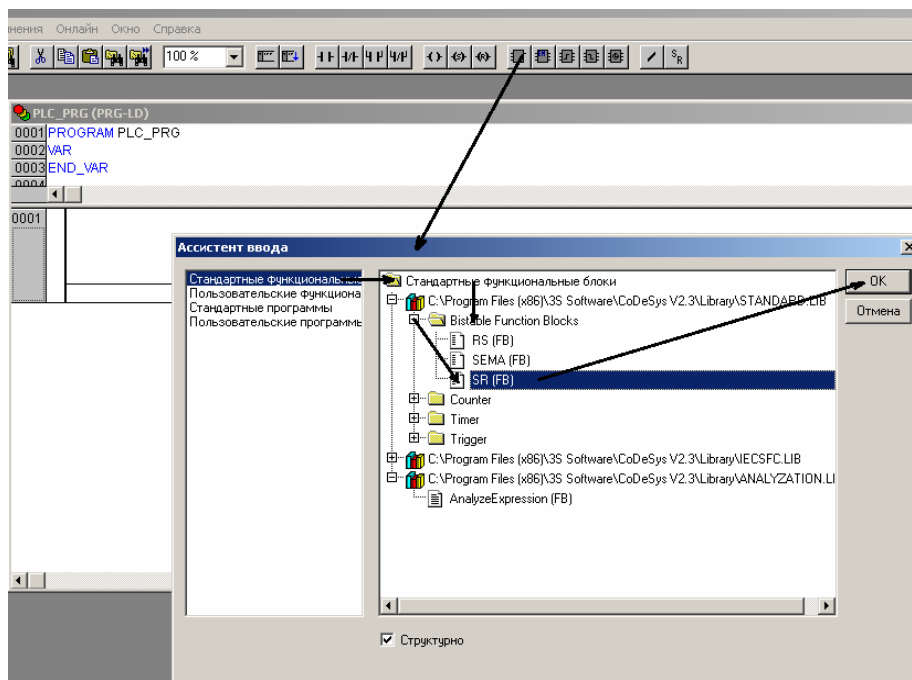 нения Онлайн Окно Справка
100 %
S R
PLC_PRG (PRG-LD)
0001 PROGRAM PLC_PRG
0002 VAR
0003 END_VAR
0004
0001
Ассистент ввода
Стандартные функциональные
Пользовательские функциона
Стандартные программы
Пользовательские программь
Стандартные функциональные блоки
C:\Program Files (x86)\3S Software\CoDeSys V2.3\Library\STANDARD.LIB
Bistable Function Blocks
RS (FB)
SEMA (FB)
SR (FB)
Counter
Timer
Trigger
C:\Program Files (x86)\3S Software\CoDeSys V2.3\Library\IECSFC.LIB
C:\Program Files (x86)\3S Software\CoDeSys V2.3\Library\ANALYZATION.LI
AnalyzeExpression (FB)
OK
Отмена
Структурно